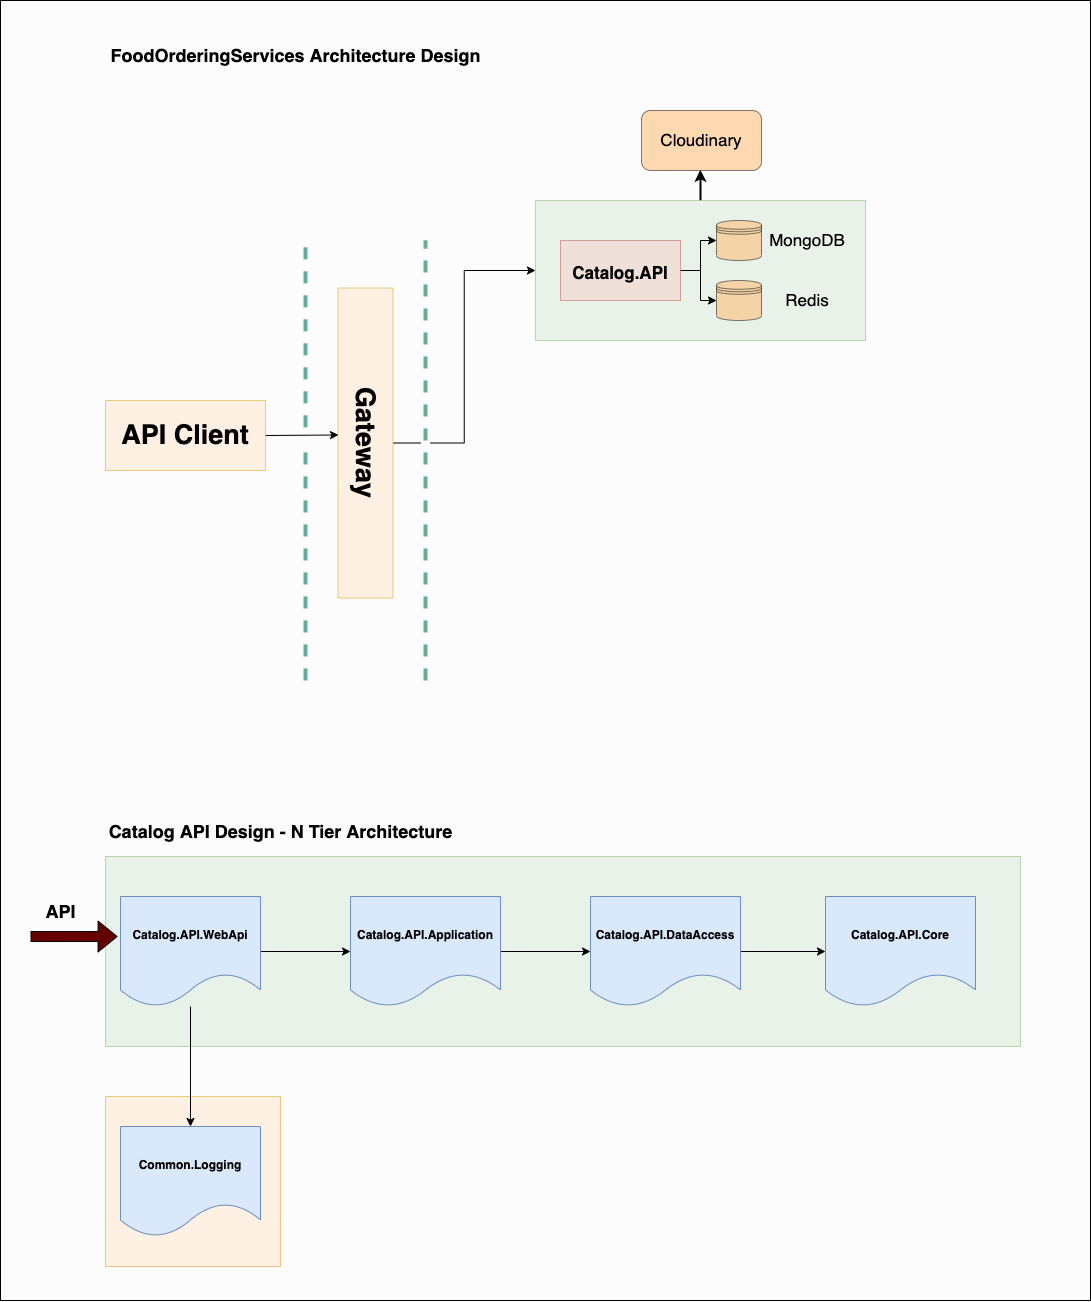 FoodOrderingServices Architecture Design
Cloudinary
Catalog.API
MongoDB
Redis
API Client
Gateway
Catalog API Design - N Tier Architecture
API
Catalog.API.WebApi
Catalog.API.Application
Catalog.API.DataAccess
Catalog.API.Core
Common.Logging